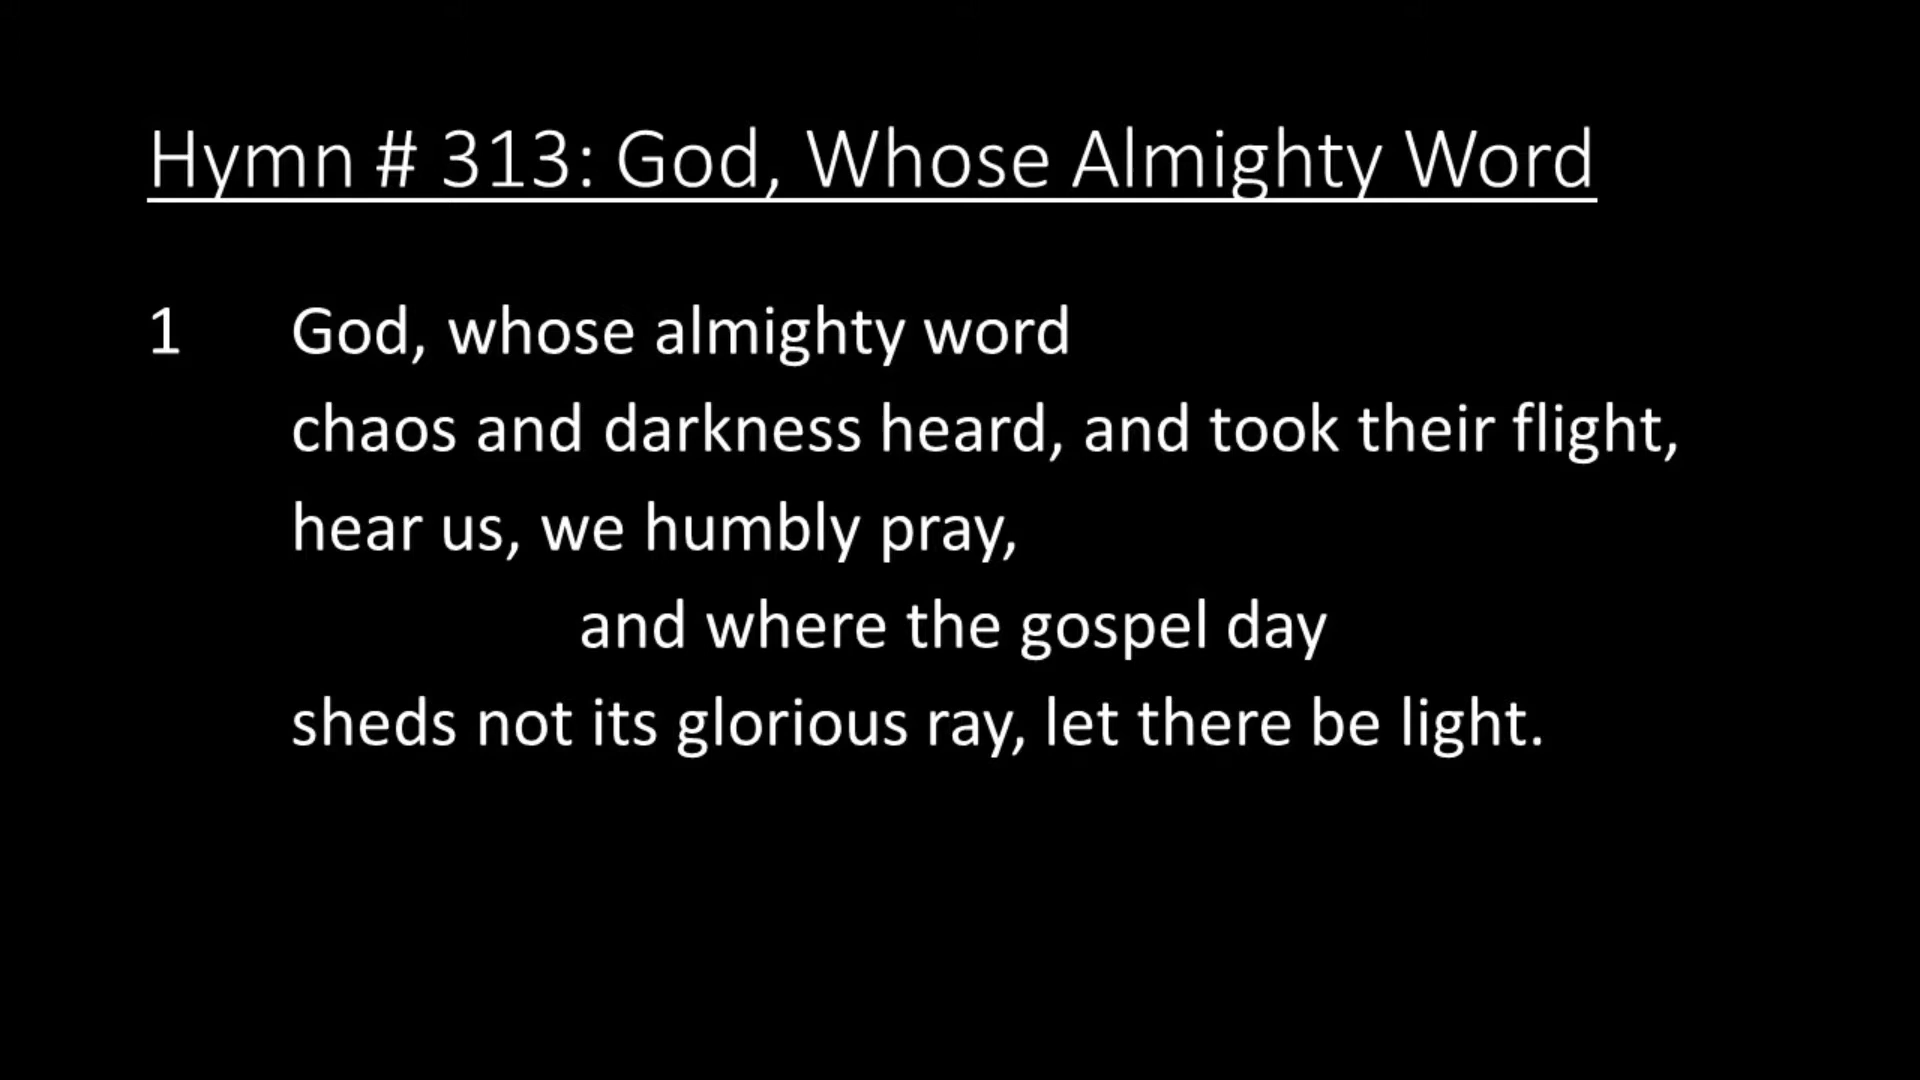 Hymn # 313: God, Whose Almighty Word
1 God, whose almighty word
chaos and darkness heard, and took their flight,
hear us, we humbly pray,
and where the gospel day
sheds not its glorious ray, let there be light.